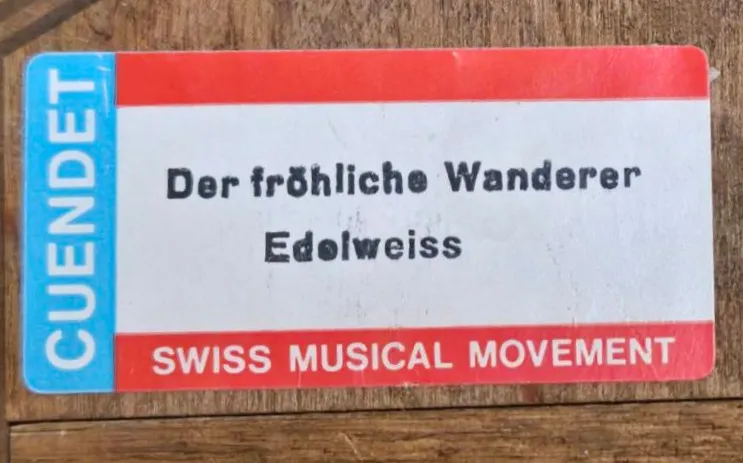 CUENDET
Der fröhliche Wanderer
Edelweiss
SWISS MUSICAL MOVEMENT